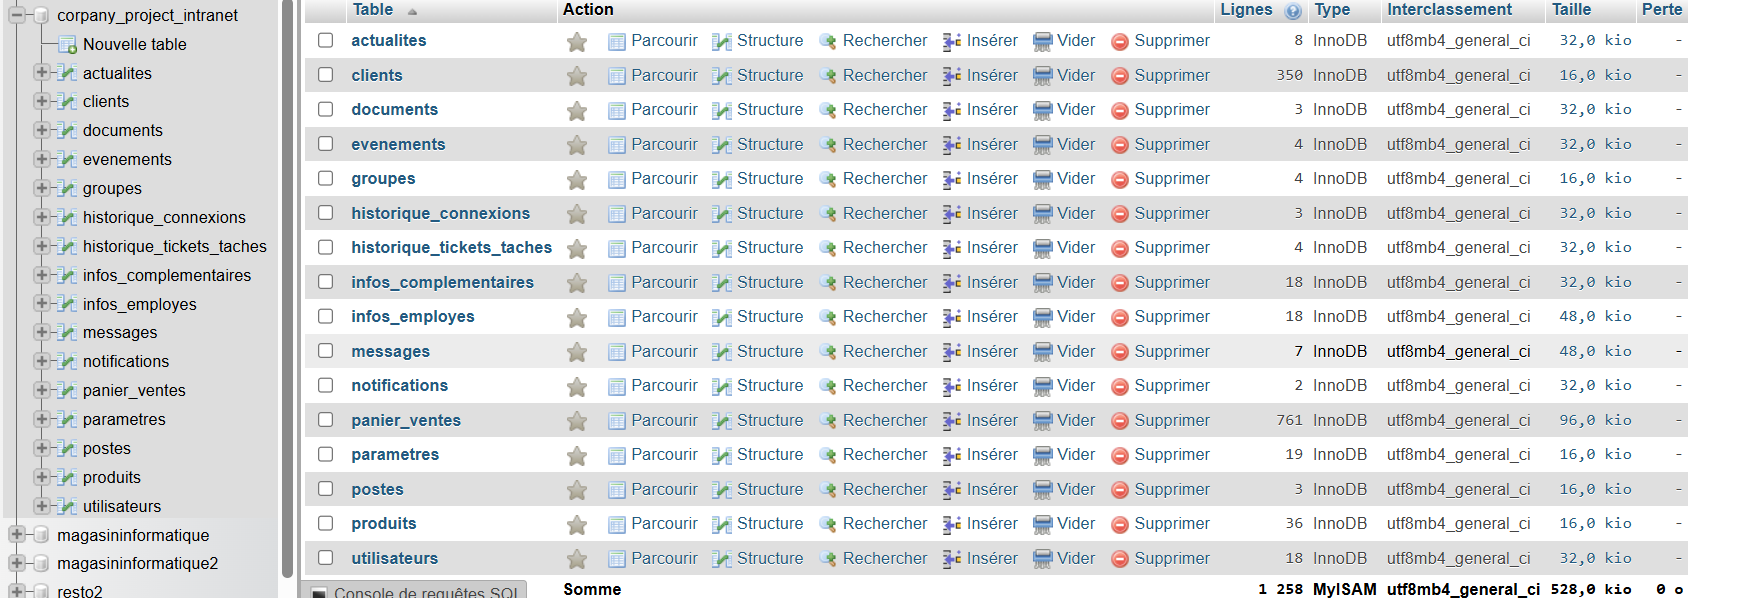 corpany_project_intranet
Nouvelle table
actualites
clients
documents
evenements
groupes
historique_connexions
historique_tickets_taches
infos_complementaires
infos_employes
messages
notifications
panier_ventes
parametres
postes
produits
utilisateurs
magasininformatique
magasininformatique2
resto2
Table Action Lignes Type Interclassement Taille Perte
actualites Parcourir Structure Rechercher Insérer Vider Supprimer 8 InnoDB utf8mb4_general_ci 32,0 kio -
clients Parcourir Structure Rechercher Insérer Vider Supprimer 350 InnoDB utf8mb4_general_ci 16,0 kio -
documents Parcourir Structure Rechercher Insérer Vider Supprimer 3 InnoDB utf8mb4_general_ci 32,0 kio -
evenements Parcourir Structure Rechercher Insérer Vider Supprimer 4 InnoDB utf8mb4_general_ci 32,0 kio -
groupes Parcourir Structure Rechercher Insérer Vider Supprimer 4 InnoDB utf8mb4_general_ci 16,0 kio -
historique_connexions Parcourir Structure Rechercher Insérer Vider Supprimer 3 InnoDB utf8mb4_general_ci 32,0 kio -
historique_tickets_taches Parcourir Structure Rechercher Insérer Vider Supprimer 4 InnoDB utf8mb4_general_ci 32,0 kio -
infos_complementaires Parcourir Structure Rechercher Insérer Vider Supprimer 18 InnoDB utf8mb4_general_ci 32,0 kio -
infos_employes Parcourir Structure Rechercher Insérer Vider Supprimer 18 InnoDB utf8mb4_general_ci 48,0 kio -
messages Parcourir Structure Rechercher Insérer Vider Supprimer 7 InnoDB utf8mb4_general_ci 48,0 kio -
notifications Parcourir Structure Rechercher Insérer Vider Supprimer 2 InnoDB utf8mb4_general_ci 32,0 kio -
panier_ventes Parcourir Structure Rechercher Insérer Vider Supprimer 761 InnoDB utf8mb4_general_ci 96,0 kio -
parametres Parcourir Structure Rechercher Insérer Vider Supprimer 19 InnoDB utf8mb4_general_ci 16,0 kio -
postes Parcourir Structure Rechercher Insérer Vider Supprimer 3 InnoDB utf8mb4_general_ci 16,0 kio -
produits Parcourir Structure Rechercher Insérer Vider Supprimer 36 InnoDB utf8mb4_general_ci 16,0 kio -
utilisateurs Parcourir Structure Rechercher Insérer Vider Supprimer 18 InnoDB utf8mb4_general_ci 32,0 kio -
Somme 1 258 MyISAM utf8mb4_general_ci 528,0 kio 0 o
Console de requêtes SQL